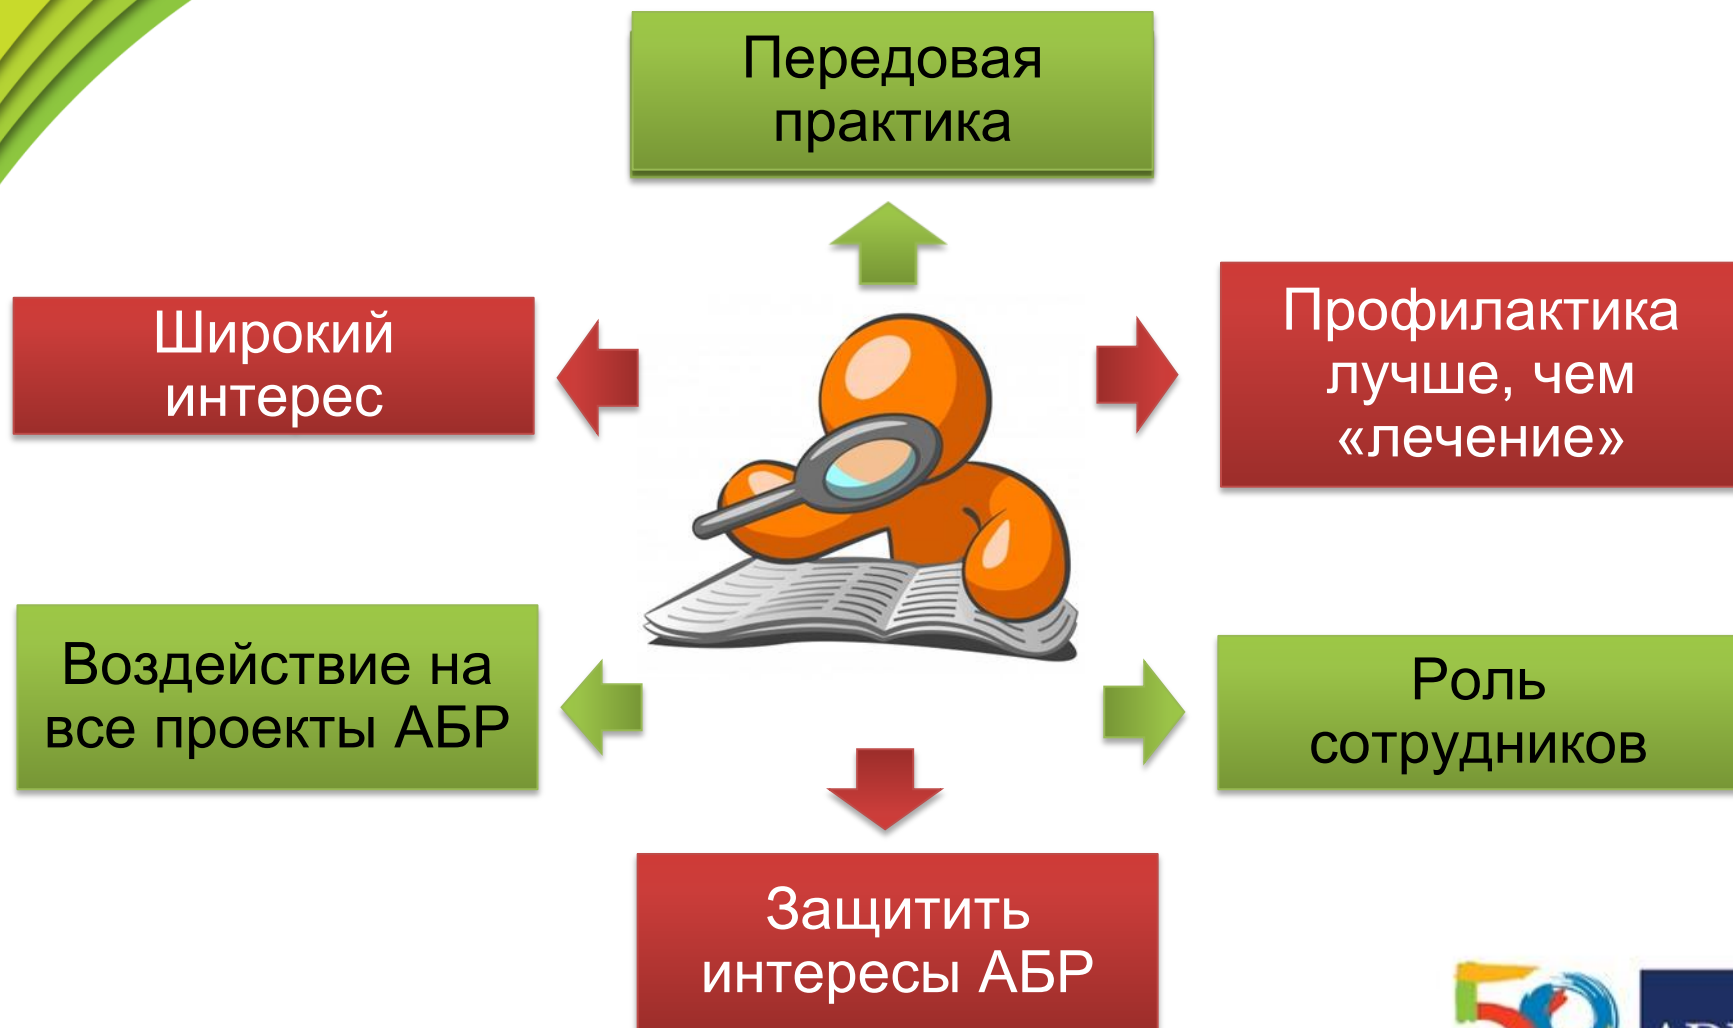 Передовая
практика
Широкий
интерес
Профилактика
лучше, чем
«лечение»
Воздействие на
все проекты АБР
Роль
сотрудников
Защитить
интересы АБР